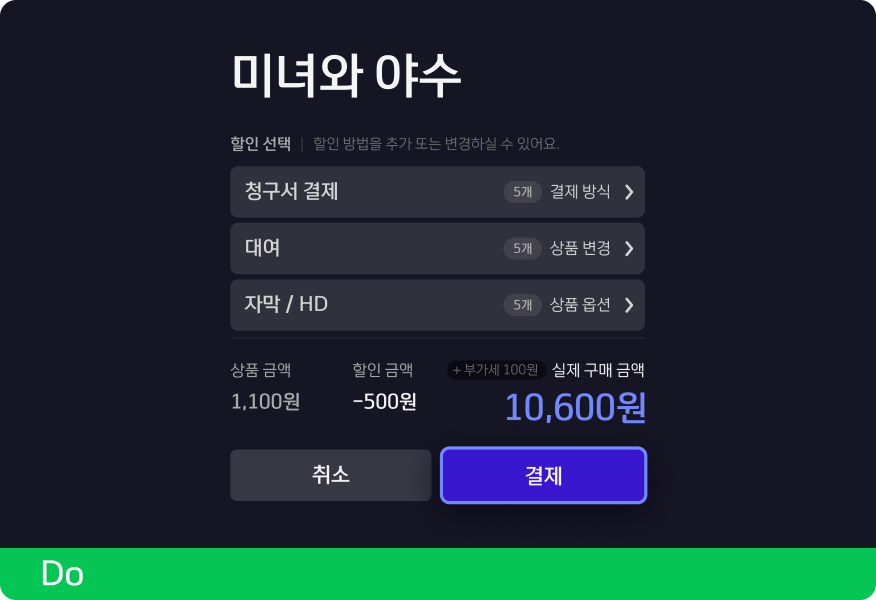 미녀와 야수
할인 선택 | 할인 방법을 추가 또는 변경하실 수 있어요.
청구서 결제 5개 결제 방식
대여 5개 상품 변경
자막 / HD 5개 상품 옵션
상품 금액 할인 금액 + 부가세 100원 실제 구매 금액
1,100원 -500원 10,600원
취소 결제
Do